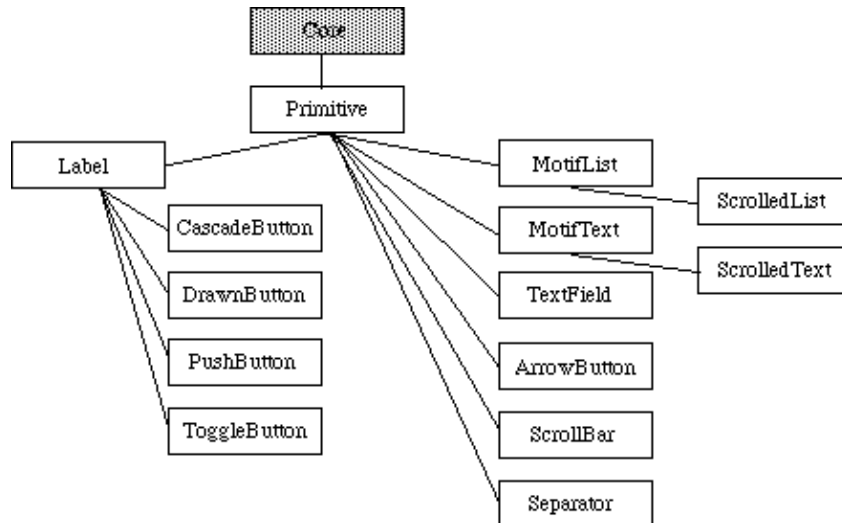 Core
Primitive
Label
MotifList
ScrolledList
CascadeButton
MotifText
ScrolledText
DrawnButton
TextField
PushButton
ArrowButton
ToggleButton
ScrollBar
Separator